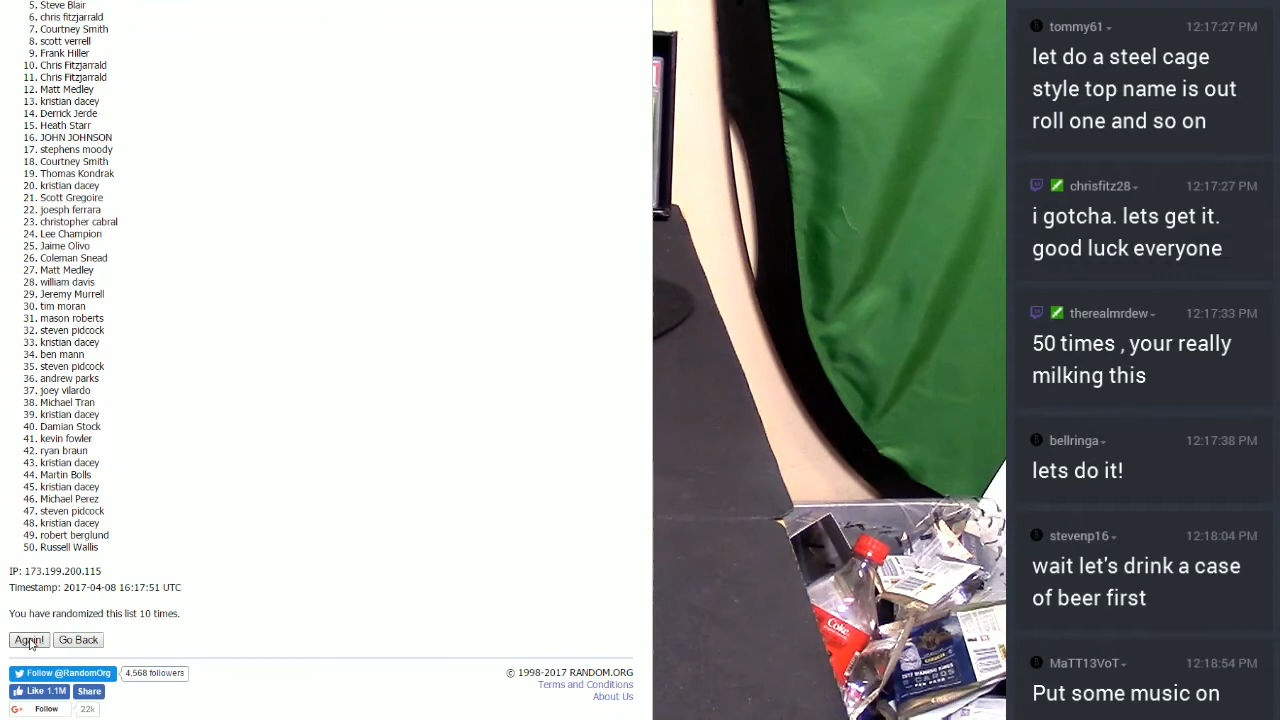 5. Steve Blair
6. chris fitzjarrald
7. Courtney Smith
8. scott verrell
9. Frank Hiller
10. Chris Fitzjarrald
11. Chris Fitzjarrald
12. Matt Medley
13. kristian dacey
14. Derrick Jerde
15. Heath Starr
16. JOHN JOHNSON
17. stephens moody
18. Courtney Smith
19. Thomas Kondrak
20. kristian dacey
21. Scott Gregoire
22. joesph ferrara
23. christopher cabral
24. Lee Champion
25. Jaime Olivo
26. Coleman Snead
27. Matt Medley
28. william davis
29. Jeremy Murrell
30. tim moran
31. mason roberts
32. steven pidcock
33. kristian dacey
34. ben mann
35. steven pidcock
36. andrew parks
37. joey vilardo
38. Michael Tran
39. kristian dacey
40. Damian Stock
41. kevin fowler
42. ryan braun
43. kristian dacey
44. Martin Bolls
45. kristian dacey
46. Michael Perez
47. steven pidcock
48. kristian dacey
49. robert berglund
50. Russell Wallis
IP: 173.199.200.115
Timestamp: 2017-04-08 16:17:51 UTC
You have randomized this list 10 times.
Again! Go Back
Follow @RandomOrg 4,568 followers
Like 1.1M Share
Follow 22k
© 1998-2017 RANDOM.ORG
Terms and Conditions
About Us
Coke
CARDS
tommy61 12:17:27 PM
let do a steel cage
style top name is out
roll one and so on
chrisfitz28 12:17:27 PM
i gotcha. lets get it.
good luck everyone
therealmrdew 12:17:33 PM
50 times , your really
milking this
bellringa 12:17:38 PM
lets do it!
stevenp16 12:18:04 PM
wait let's drink a case
of beer first
MaTT13VoT 12:18:54 PM
Put some music on